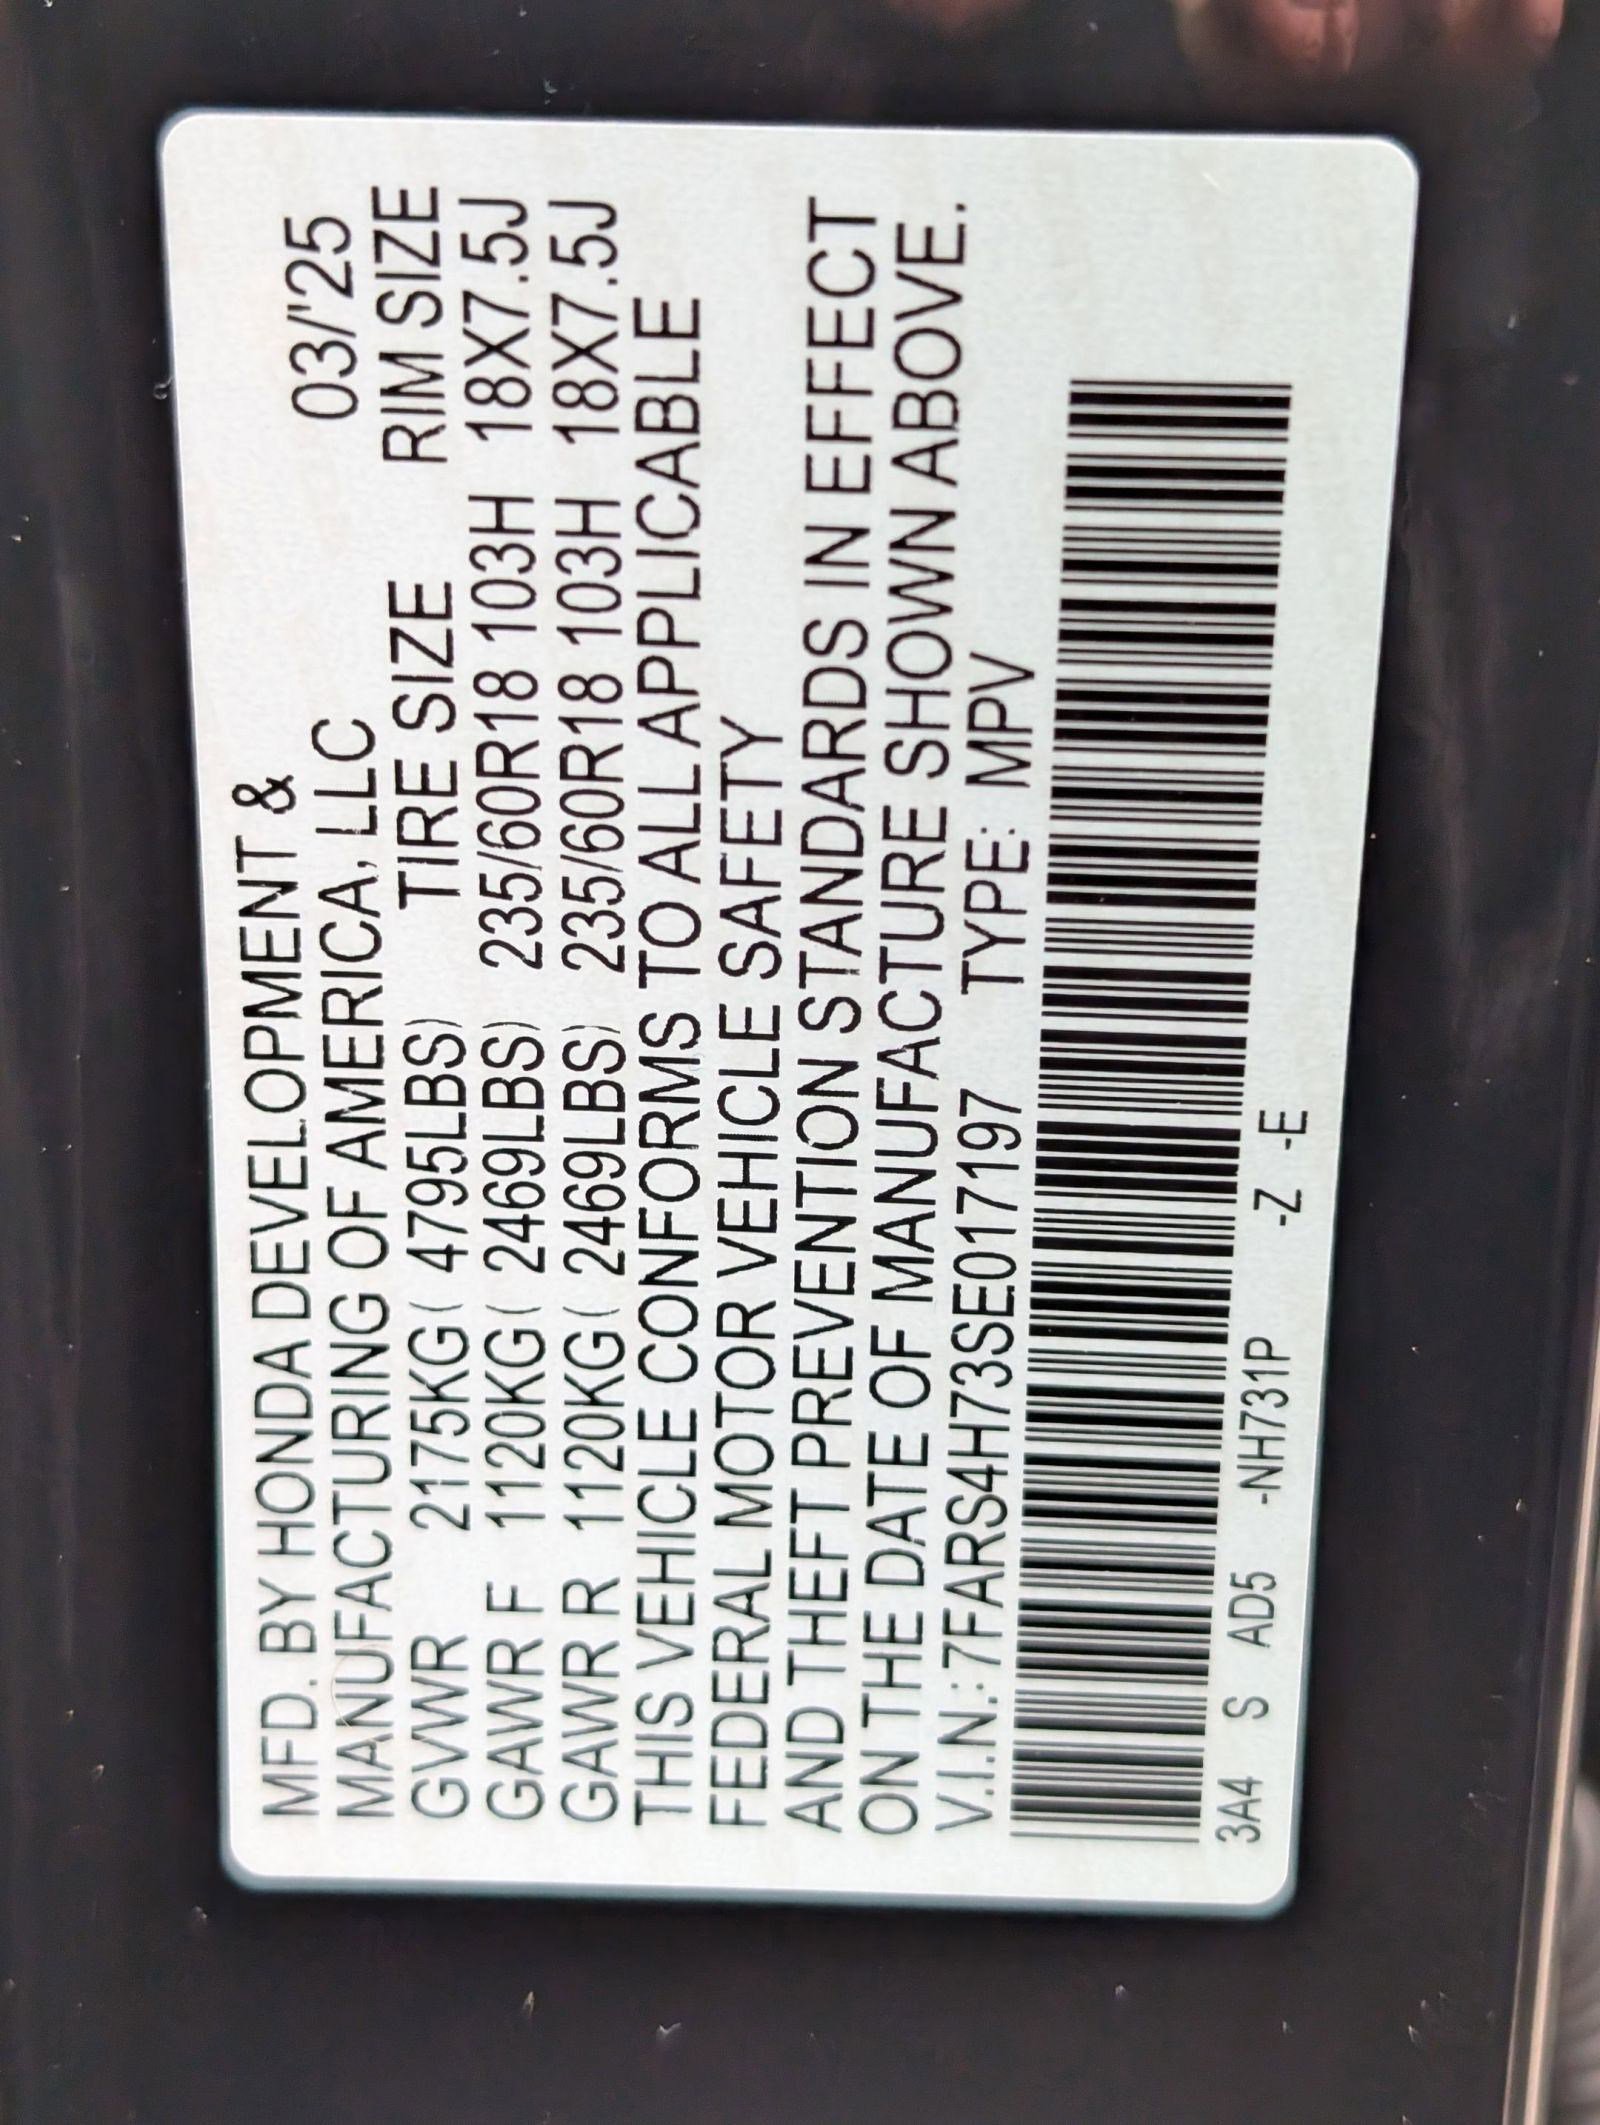 MFD. BY HONDA DEVELOPMENT &
MANUFACTURING OF AMERICA, LLC 03/'25
GVWR 2175KG( 4795LBS) TIRE SIZE RIM SIZE
GAWR F 1120KG( 2469LBS) 235/60R18 103H 18X7.5J
GAWR R 1120KG( 2469LBS) 235/60R18 103H 18X7.5J
THIS VEHICLE CONFORMS TO ALL APPLICABLE
FEDERAL MOTOR VEHICLE SAFETY
AND THEFT PREVENTION STANDARDS IN EFFECT
ON THE DATE OF MANUFACTURE SHOWN ABOVE.
V.I.N.: 7FARS4H73SE017197 TYPE: MPV
3A4 S AD5 -NH731P -Z -E